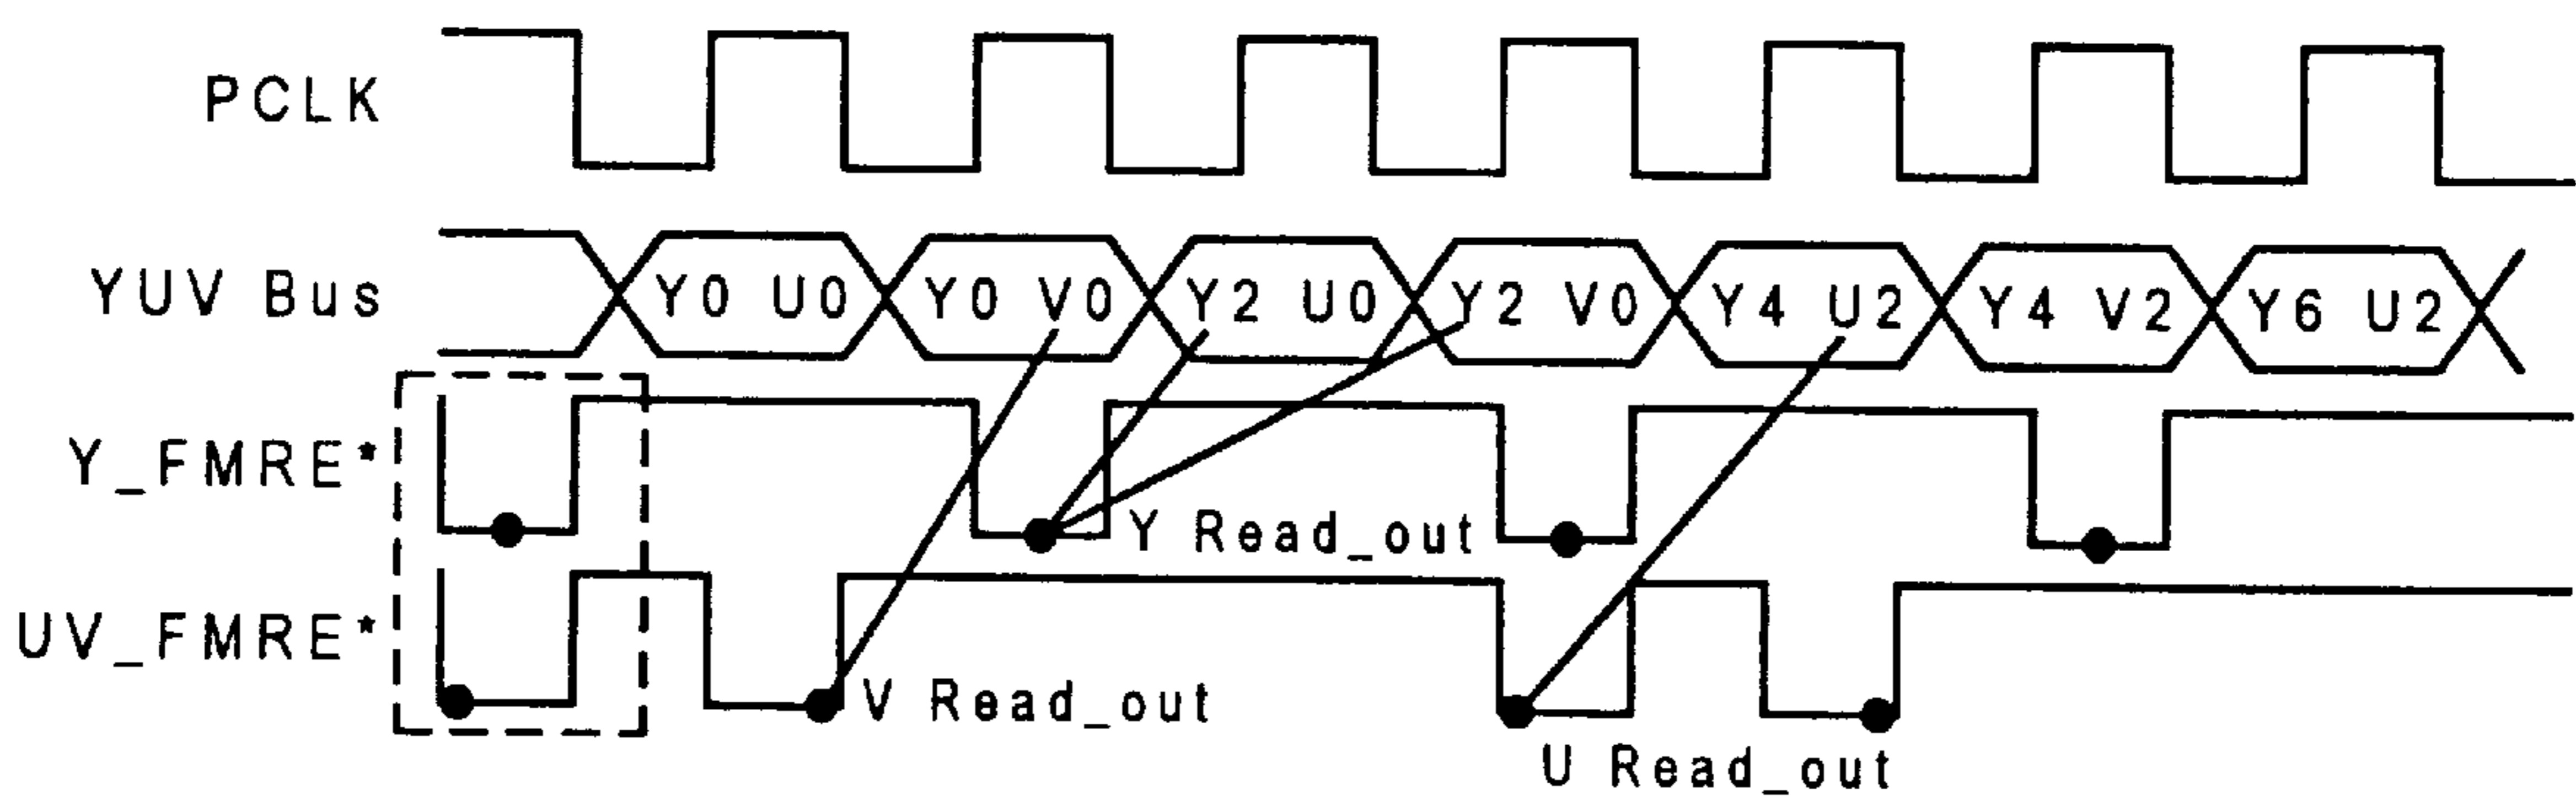 PCLK
YUV Bus Y0 U0 Y0 V0 Y2 U0 Y2 V0 Y4 U2 Y4 V2 Y6 U2
Y_FMRE*
Y Read_out
UV_FMRE*
V Read_out
U Read_out